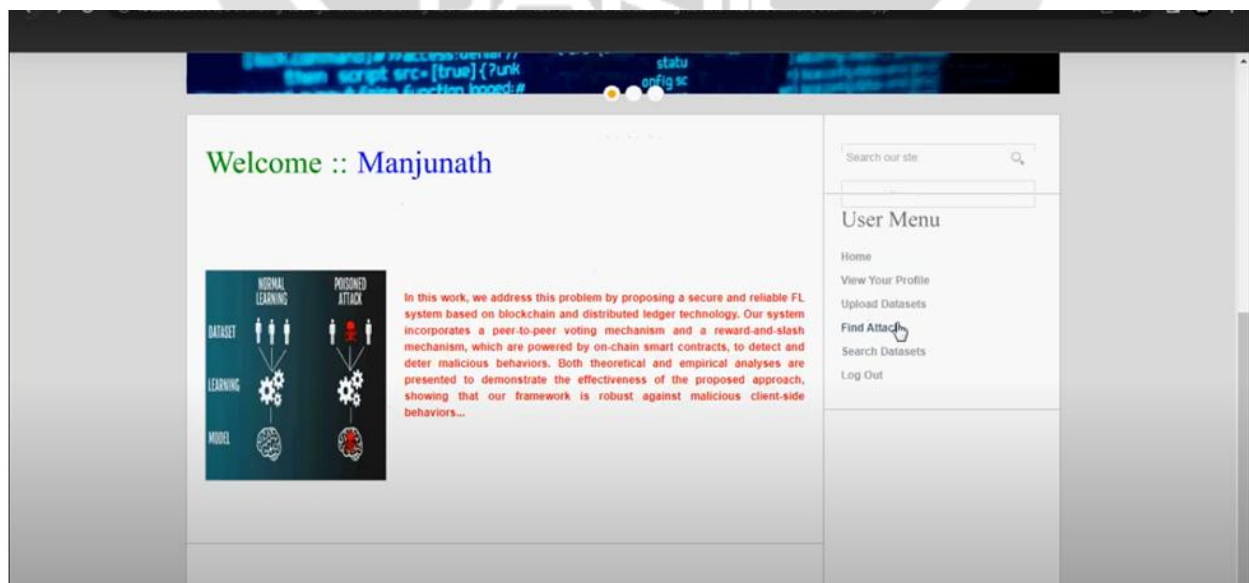 then script src=[true] {?unk
statu
onfig sc
Welcome :: Manjunath
NORMAL LEARNING
POISONED ATTACK
DATASET
LEARNING
MODEL
In this work, we address this problem by proposing a secure and reliable FL
system based on blockchain and distributed ledger technology. Our system
incorporates a peer-to-peer voting mechanism and a reward-and-slash
mechanism, which are powered by on-chain smart contracts, to detect and
deter malicious behaviors. Both theoretical and empirical analyses are
presented to demonstrate the effectiveness of the proposed approach,
showing that our framework is robust against malicious client-side
behaviors...
Search our site
User Menu
Home
View Your Profile
Upload Datasets
Find Attack
Search Datasets
Log Out